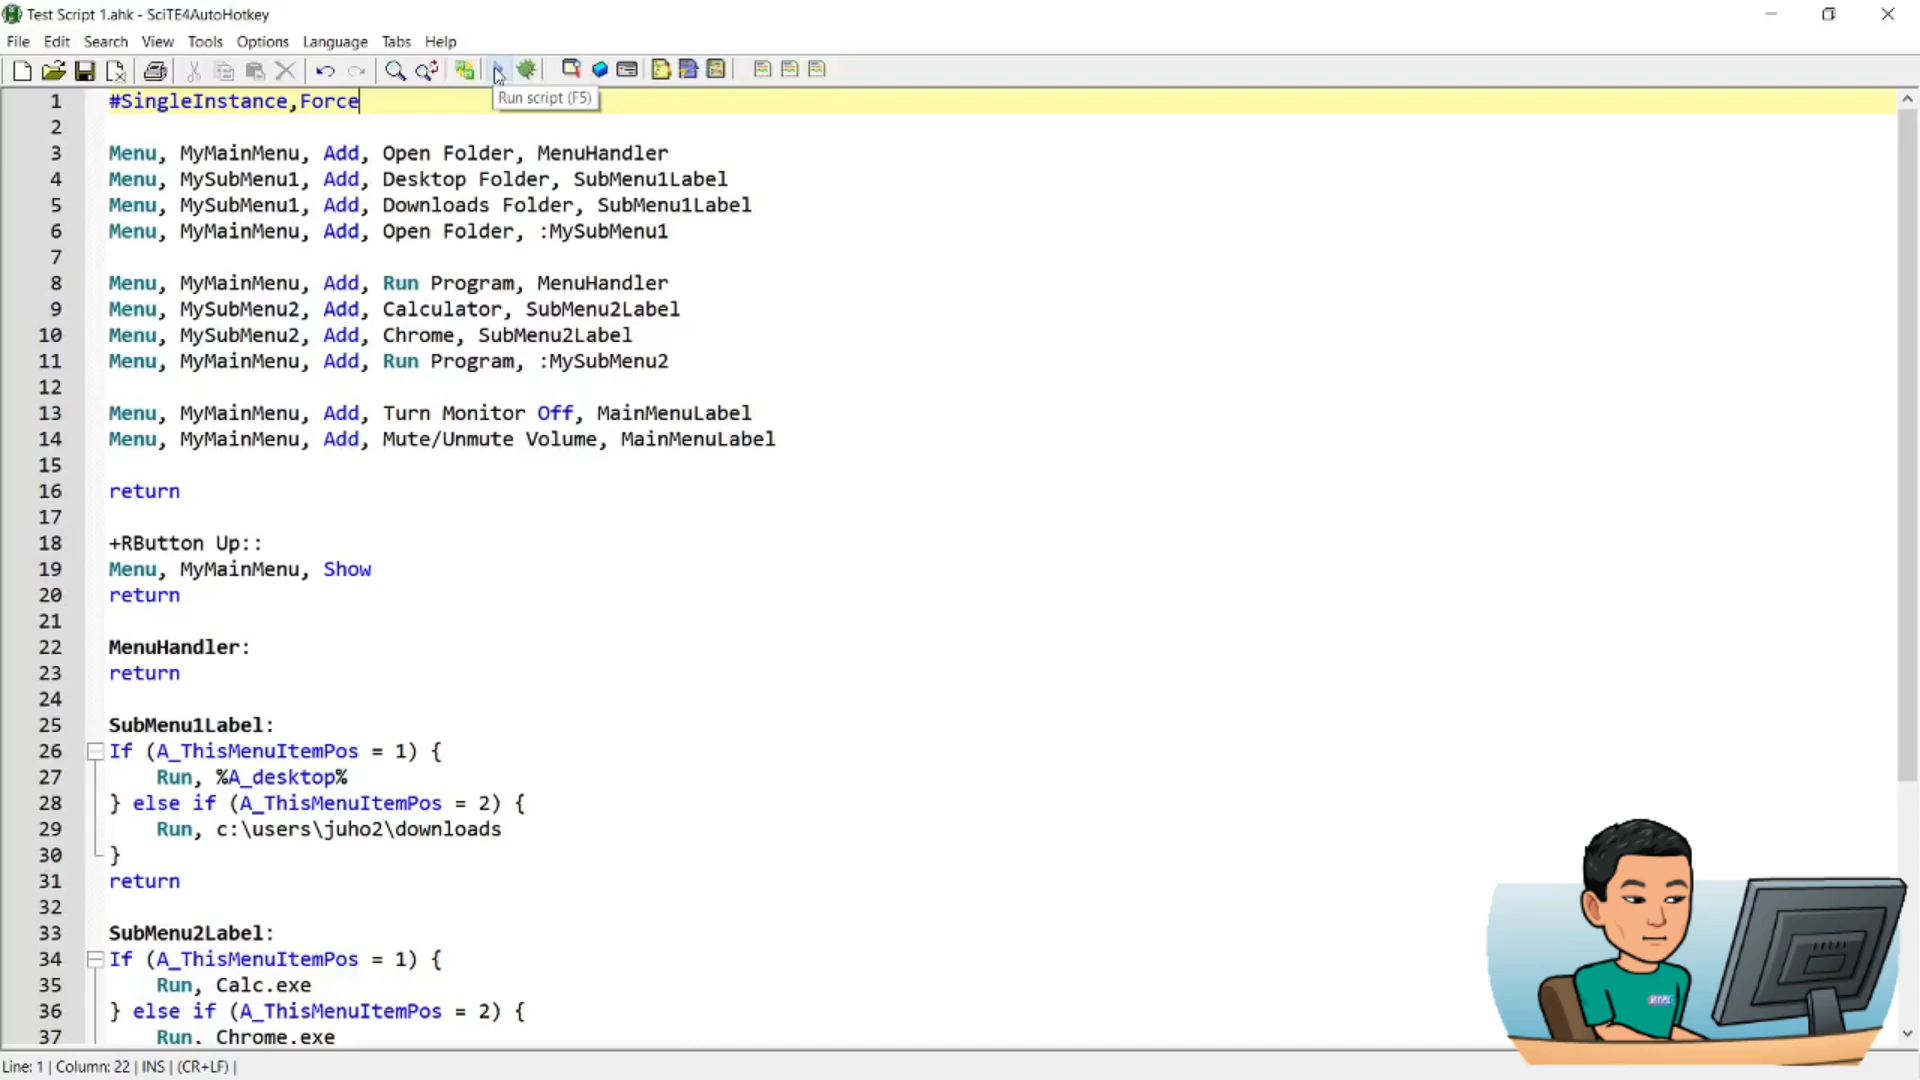 Test Script 1.ahk - SciTE4AutoHotkey
File Edit Search View Tools Options Language Tabs Help
Run script (F5)
1 #SingleInstance,Force
2
3 Menu, MyMainMenu, Add, Open Folder, MenuHandler
4 Menu, MySubMenu1, Add, Desktop Folder, SubMenu1Label
5 Menu, MySubMenu1, Add, Downloads Folder, SubMenu1Label
6 Menu, MyMainMenu, Add, Open Folder, :MySubMenu1
7
8 Menu, MyMainMenu, Add, Run Program, MenuHandler
9 Menu, MySubMenu2, Add, Calculator, SubMenu2Label
10 Menu, MySubMenu2, Add, Chrome, SubMenu2Label
11 Menu, MyMainMenu, Add, Run Program, :MySubMenu2
12
13 Menu, MyMainMenu, Add, Turn Monitor Off, MainMenuLabel
14 Menu, MyMainMenu, Add, Mute/Unmute Volume, MainMenuLabel
15
16 return
17
18 +RButton Up::
19 Menu, MyMainMenu, Show
20 return
21
22 MenuHandler:
23 return
24
25 SubMenu1Label:
26 If (A_ThisMenuItemPos = 1) {
27 Run, %A_desktop%
28 } else if (A_ThisMenuItemPos = 2) {
29 Run, c:\users\juho2\downloads
30 }
31 return
32
33 SubMenu2Label:
34 If (A_ThisMenuItemPos = 1) {
35 Run, Calc.exe
36 } else if (A_ThisMenuItemPos = 2) {
37 Run, Chrome.exe
Line: 1 | Column: 22 | INS | (CR+LF) |